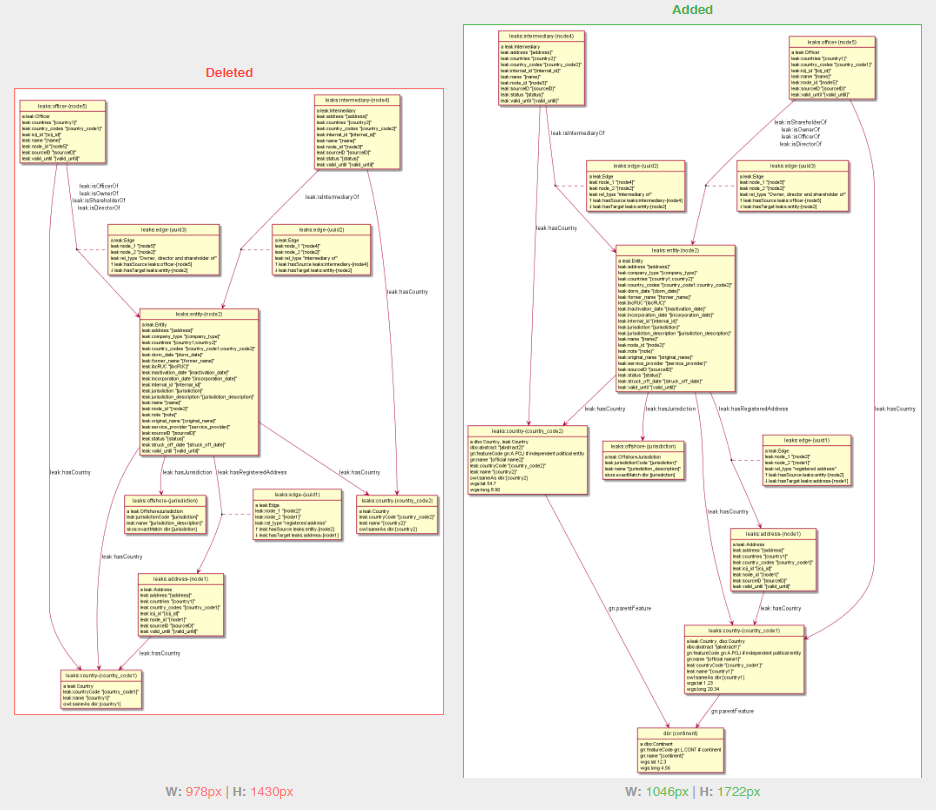 Deleted
leaks:officer-(node5)
a leak:Officer
leak:countries "[country1]"
leak:country_codes "[country_code1]"
leak:icij_id "[icij_id]"
leak:name "[name]"
leak:node_id "[node5]"
leak:sourceID "[sourceID]"
leak:valid_until "[valid_until]"
leaks:intermediary-(node4)
a leak:Intermediary
leak:address "[address]"
leak:countries "[country2]"
leak:country_codes "[country_code2]"
leak:internal_id "[internal_id]"
leak:name "[name]"
leak:node_id "[node3]"
leak:sourceID "[sourceID]"
leak:status "[status]"
leak:valid_until "[valid_until]"
leak:isOfficerOf
leak:isOwnerOf
leak:isShareholderOf
leak:isDirectorOf
leak:isIntermediaryOf
leaks:edge-(uuid3)
a leak:Edge
leak:node_1 "[node5]"
leak:node_2 "[node2]"
leak:rel_type "Owner, director and shareholder of"
leak:hasSource leaks:officer-[node5]
leak:hasTarget leaks:entity-[node2]
leaks:edge-(uuid2)
a leak:Edge
leak:node_1 "[node4]"
leak:node_2 "[node2]"
leak:rel_type "intermediary of"
leak:hasSource leaks:intermediary-[node4]
leak:hasTarget leaks:entity-[node2]
leak:hasCountry
leaks:entity-(node2)
a leak:Entity
leak:address "[address]"
leak:company_type "[company_type]"
leak:countries "[country1;country2]"
leak:country_codes "[country_code1;country_code2]"
leak:dorm_date "[dorm_date]"
leak:former_name "[former_name]"
leak:ibcRUC "[ibcRUC]"
leak:inactivation_date "[inactivation_date]"
leak:incorporation_date "[incorporation_date]"
leak:internal_id "[internal_id]"
leak:jurisdiction "[jurisdiction]"
leak:jurisdiction_description "[jurisdiction_description]"
leak:name "[name]"
leak:node_id "[node2]"
leak:note "[note]"
leak:original_name "[original_name]"
leak:service_provider "[service_provider]"
leak:sourceID "[sourceID]"
leak:status "[status]"
leak:struck_off_date "[struck_off_date]"
leak:valid_until "[valid_until]"
leak:hasCountry
leak:hasJurisdiction
leak:hasRegisteredAddress
leak:hasCountry
leaks:offshore-(jurisdiction)
a leak:OffshoreJurisdiction
leak:jurisdictionCode "[jurisdiction]"
leak:name "[jurisdiction_description]"
skos:exactMatch dbr:[jurisdiction]
leaks:edge-(uuid1)
a leak:Edge
leak:node_1 "[node2]"
leak:node_2 "[node1]"
leak:rel_type "registered address"
leak:hasSource leaks:entity-[node2]
leak:hasTarget leaks:address-[node1]
leaks:country-(country_code2)
a leak:Country
leak:countryCode "[country_code2]"
leak:name "[country2]"
owl:sameAs dbr:[country2]
leak:hasCountry
leaks:address-(node1)
a leak:Address
leak:address "[address]"
leak:countries "[country1]"
leak:country_codes "[country_code1]"
leak:icij_id "[icij_id]"
leak:node_id "[node1]"
leak:sourceID "[sourceID]"
leak:valid_until "[valid_until]"
leak:hasCountry
leaks:country-(country_code1)
a leak:Country
leak:countryCode "[country_code1]"
leak:name "[country1]"
owl:sameAs dbr:[country1]
W: 978px | H: 1430px
Added
leaks:intermediary-(node4)
a leak:Intermediary
leak:address "[address]"
leak:countries "[country2]"
leak:country_codes "[country_code2]"
leak:internal_id "[internal_id]"
leak:name "[name]"
leak:node_id "[node3]"
leak:sourceID "[sourceID]"
leak:status "[status]"
leak:valid_until "[valid_until]"
leaks:officer-(node5)
a leak:Officer
leak:countries "[country1]"
leak:country_codes "[country_code1]"
leak:icij_id "[icij_id]"
leak:name "[name]"
leak:node_id "[node5]"
leak:sourceID "[sourceID]"
leak:valid_until "[valid_until]"
leak:isIntermediaryOf
leak:isShareholderOf
leak:isOwnerOf
leak:isOfficerOf
leak:isDirectorOf
leaks:edge-(uuid2)
a leak:Edge
leak:node_1 "[node4]"
leak:node_2 "[node2]"
leak:rel_type "intermediary of"
leak:hasSource leaks:intermediary-[node4]
leak:hasTarget leaks:entity-[node2]
leaks:edge-(uuid3)
a leak:Edge
leak:node_1 "[node5]"
leak:node_2 "[node2]"
leak:rel_type "Owner, director and shareholder of"
leak:hasSource leaks:officer-[node5]
leak:hasTarget leaks:entity-[node2]
leak:hasCountry
leaks:entity-(node2)
a leak:Entity
leak:address "[address]"
leak:company_type "[company_type]"
leak:countries "[country1;country2]"
leak:country_codes "[country_code1;country_code2]"
leak:dorm_date "[dorm_date]"
leak:former_name "[former_name]"
leak:ibcRUC "[ibcRUC]"
leak:inactivation_date "[inactivation_date]"
leak:incorporation_date "[incorporation_date]"
leak:internal_id "[internal_id]"
leak:jurisdiction "[jurisdiction]"
leak:jurisdiction_description "[jurisdiction_description]"
leak:name "[name]"
leak:node_id "[node2]"
leak:note "[note]"
leak:original_name "[original_name]"
leak:service_provider "[service_provider]"
leak:sourceID "[sourceID]"
leak:status "[status]"
leak:struck_off_date "[struck_off_date]"
leak:valid_until "[valid_until]"
leak:hasCountry
leak:hasJurisdiction
leak:hasRegisteredAddress
leak:hasCountry
leaks:country-(country_code2)
a dbo:Country, leak:Country
dbo:abstract "[abstract2]"
gn:featureCode gn:A.PCLI # independent political entity
gn:name "[official name2]"
leak:countryCode "[country_code2]"
leak:name "[country2]"
owl:sameAs dbr:[country2]
wgs:lat
wgs:long
leaks:offshore-(jurisdiction)
a leak:OffshoreJurisdiction
leak:jurisdictionCode "[jurisdiction]"
leak:name "[jurisdiction_description]"
skos:exactMatch dbr:[jurisdiction]
leaks:edge-(uuid1)
a leak:Edge
leak:node_1 "[node2]"
leak:node_2 "[node1]"
leak:rel_type "registered address"
leak:hasSource leaks:entity-[node2]
leak:hasTarget leaks:address-[node1]
leak:hasCountry
leaks:address-(node1)
a leak:Address
leak:address "[address]"
leak:countries "[country1]"
leak:country_codes "[country_code1]"
leak:icij_id "[icij_id]"
leak:node_id "[node1]"
leak:sourceID "[sourceID]"
leak:valid_until "[valid_until]"
gn:parentFeature
leak:hasCountry
leaks:country-(country_code1)
a leak:Country, dbo:Country
dbo:abstract "[abstract1]"
gn:featureCode gn:A.PCLI # independent political entity
gn:name "[official name1]"
leak:countryCode "[country_code1]"
leak:name "[country1]"
owl:sameAs dbr:[country1]
wgs:lat
wgs:long
gn:parentFeature
dbr:(continent)
a dbo:Continent
gn:featureCode gn:L.CONT # continent
gn:name "[continent]"
wgs:lat
wgs:long
W: 1046px | H: 1722px